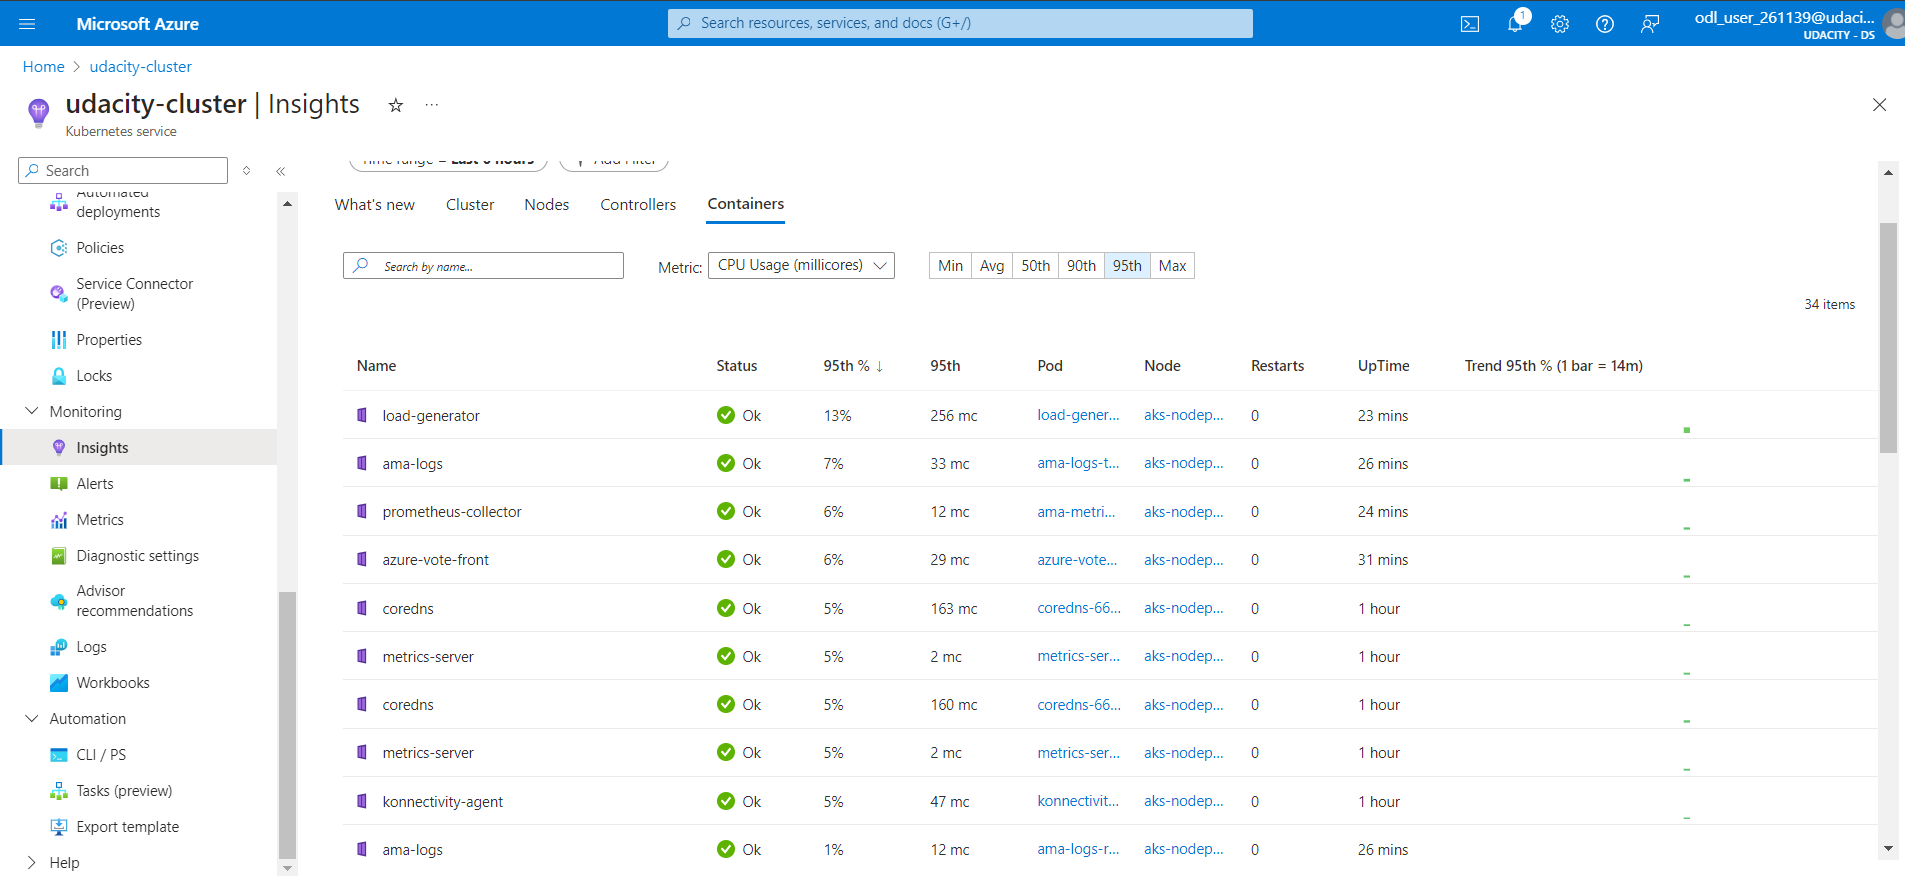 Microsoft Azure
Search resources, services, and docs (G+/)
1
odl_user_261139@udaci...
UDACITY - DS
Home > udacity-cluster
udacity-cluster | Insights
Kubernetes service
Search
Automated
deployments
Policies
Service Connector
(Preview)
Properties
Locks
Monitoring
Insights
Alerts
Metrics
Diagnostic settings
Advisor
recommendations
Logs
Workbooks
Automation
CLI / PS
Tasks (preview)
Export template
Help
Time range = Last 6 hours
Add Filter
What's new Cluster Nodes Controllers Containers
Search by name...
Metric: CPU Usage (millicores)
Min Avg 50th 90th 95th Max
34 items
Name Status 95th % ↓ 95th Pod Node Restarts UpTime Trend 95th % (1 bar = 14m)
load-generator Ok 13% 256 mc load-gener... aks-nodep... 0 23 mins
ama-logs Ok 7% 33 mc ama-logs-t... aks-nodep... 0 26 mins
prometheus-collector Ok 6% 12 mc ama-metri... aks-nodep... 0 24 mins
azure-vote-front Ok 6% 29 mc azure-vote... aks-nodep... 0 31 mins
coredns Ok 5% 163 mc coredns-66... aks-nodep... 0 1 hour
metrics-server Ok 5% 2 mc metrics-ser... aks-nodep... 0 1 hour
coredns Ok 5% 160 mc coredns-66... aks-nodep... 0 1 hour
metrics-server Ok 5% 2 mc metrics-ser... aks-nodep... 0 1 hour
konnectivity-agent Ok 5% 47 mc konnectivit... aks-nodep... 0 1 hour
ama-logs Ok 1% 12 mc ama-logs-r... aks-nodep... 0 26 mins